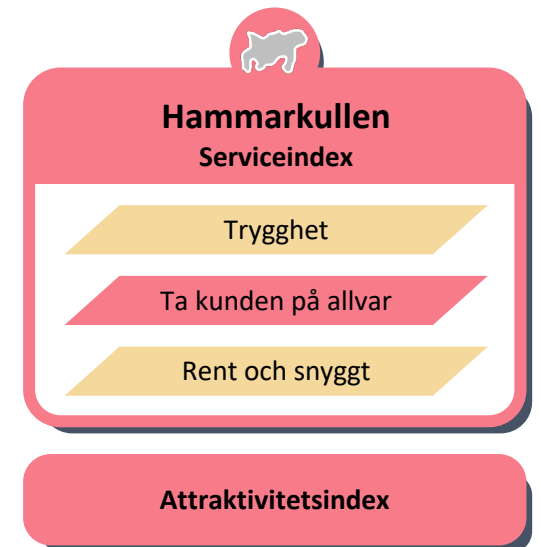 Hammarkullen
Serviceindex
Trygghet
Ta kunden på allvar
Rent och snyggt
Attraktivitetsindex